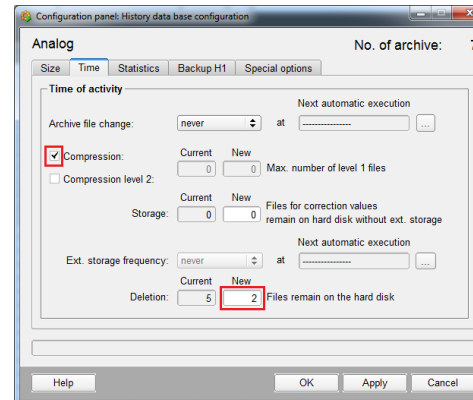 Configuration panel: History data base configuration
Analog No. of archive: 7
Size Time Statistics Backup H1 Special options
Time of activity
Next automatic execution
Archive file change: never at ---------------- ...
Compression: Current New
0 0 Max. number of level 1 files
Compression level 2:
Current New
Storage: 0 0 Files for correction values
remain on hard disk without ext. storage
Next automatic execution
Ext. storage frequency: never at ---------------- ...
Current New
Deletion: 5 2 Files remain on the hard disk
Help OK Apply Cancel